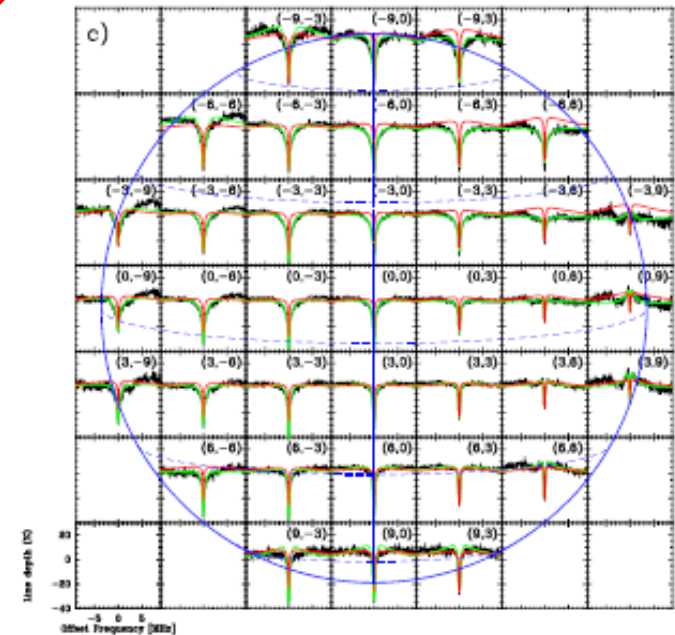 c)
(-9,-3) (-9,0) (-9,3)
(-6,-6) (-6,-3) (-6,0) (-6,3) (-6,6)
(-3,-9) (-3,-6) (-3,-3) (-3,0) (-3,3) (-3,6) (-3,9)
(0,-9) (0,-6) (0,-3) (0,0) (0,3) (0,6) (0,9)
(3,-9) (3,-6) (3,-3) (3,0) (3,3) (3,6) (3,9)
(6,-6) (6,-3) (6,0) (6,3) (6,6)
(9,-3) (9,0) (9,3)
line depth (%)
20
0
-20
-40
-5 0 5
Offset Frequency [MHz]